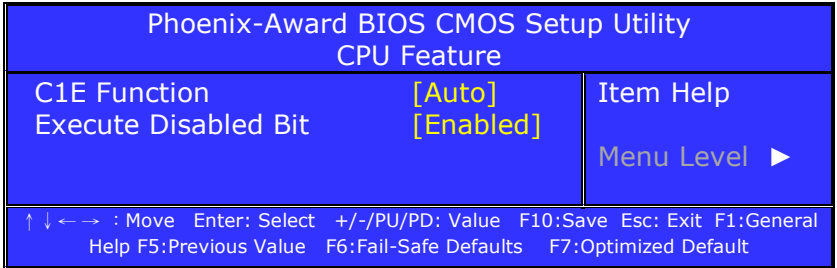 Phoenix-Award BIOS CMOS Setup Utility
CPU Feature
C1E Function [Auto]
Execute Disabled Bit [Enabled]
Item Help
Menu Level ►
↑↓←→ : Move Enter: Select +/-/PU/PD: Value F10:Save Esc: Exit F1:General
Help F5:Previous Value F6:Fail-Safe Defaults F7:Optimized Default